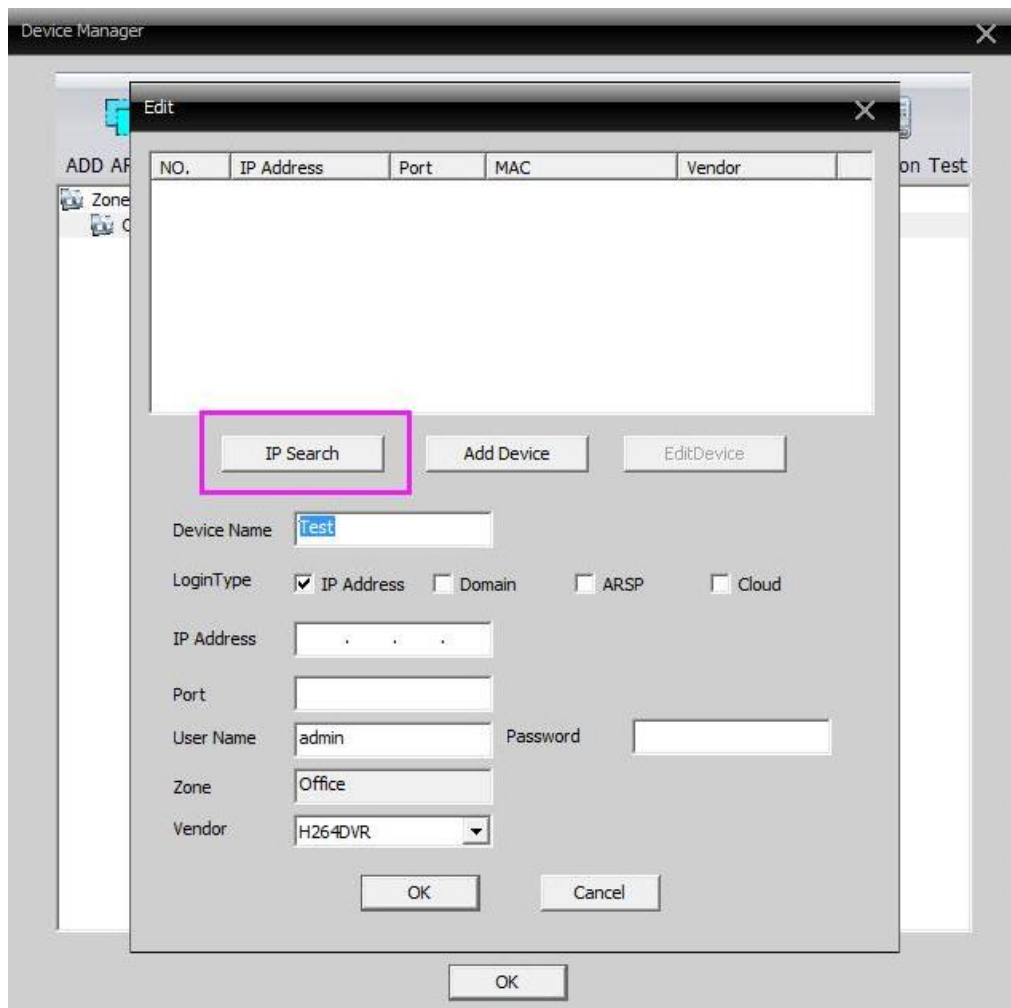 Device Manager
Edit
ADD AR
on Test
NO. IP Address Port MAC Vendor
Zone
IP Search Add Device EditDevice
Device Name Test
LoginType IP Address Domain ARSP Cloud
IP Address . . .
Port
User Name admin Password
Zone Office
Vendor H264DVR
OK Cancel
OK